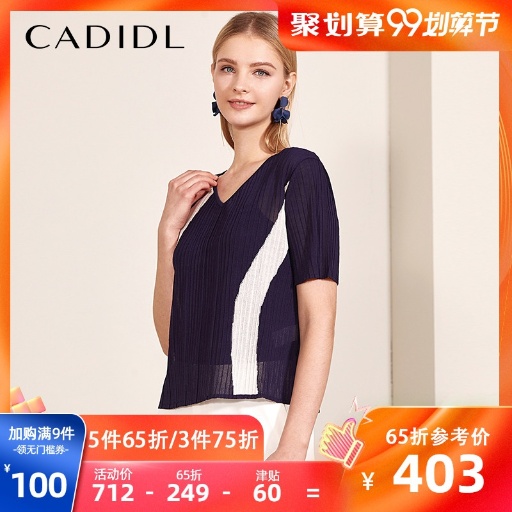 CADIDL
聚划算99划算节
加购满9件
-领无门槛券-
¥100
5件65折/3件75折
活动价 65折 津贴
712 - 249 - 60 =
65折参考价
¥ 403